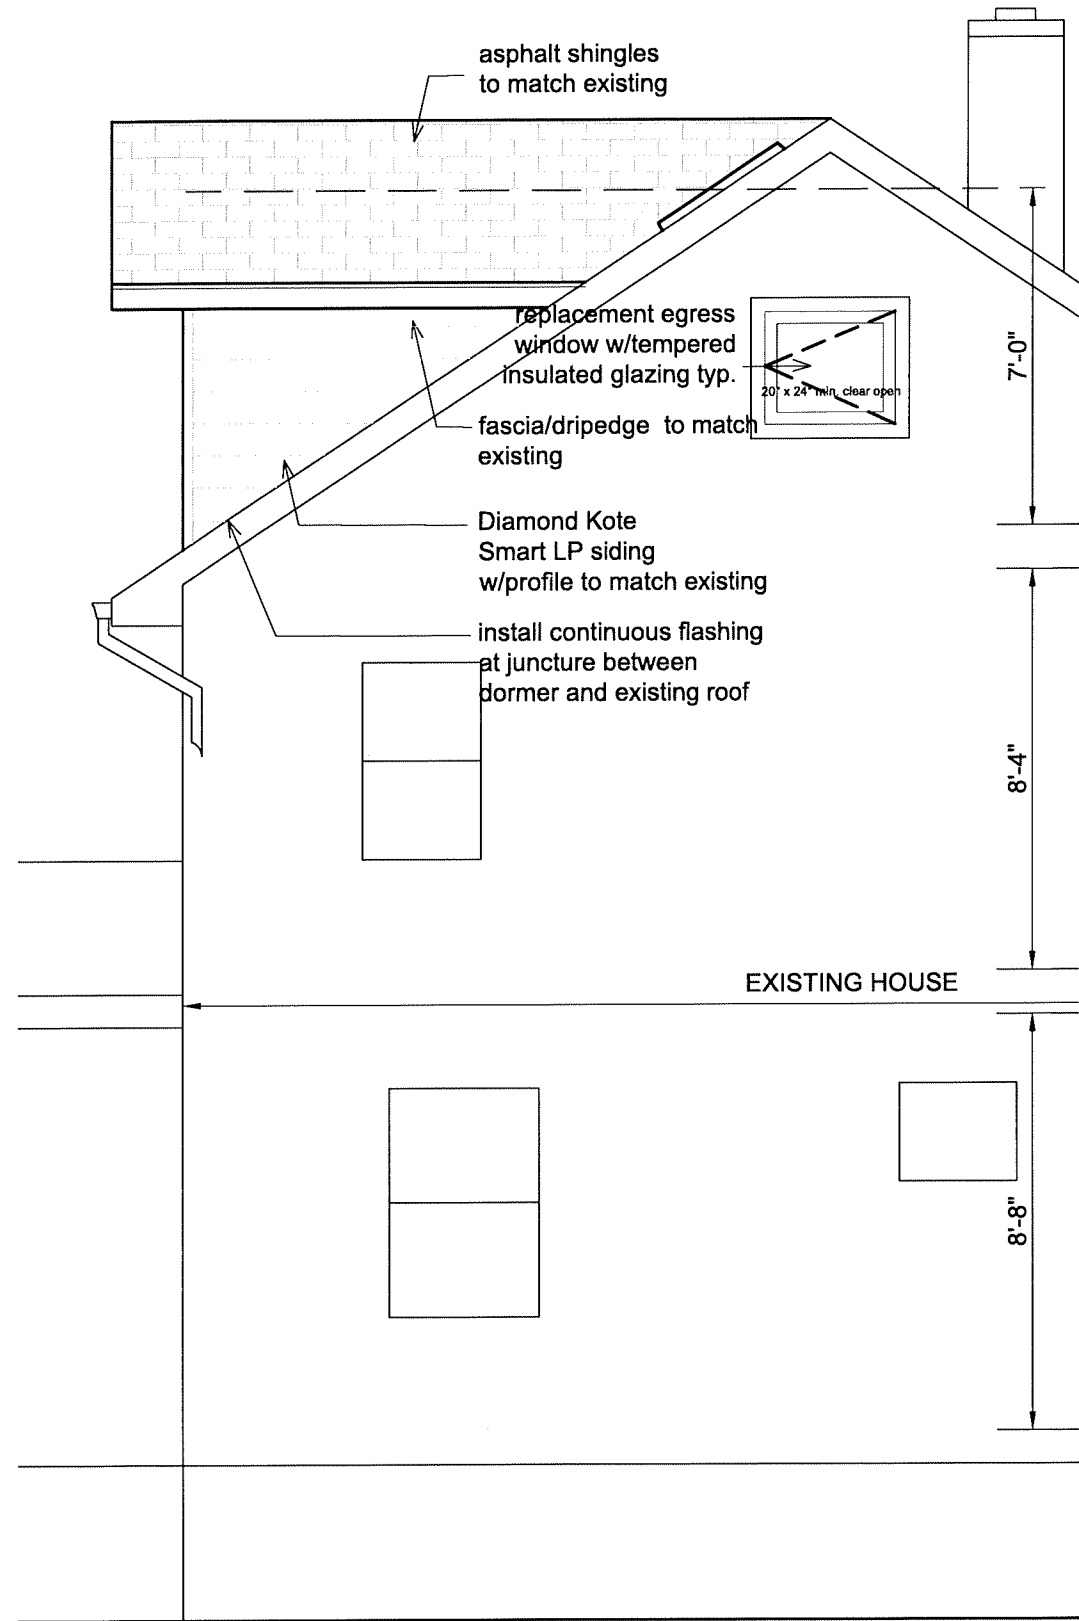 asphalt shingles
to match existing
replacement egress
window w/tempered
insulated glazing typ.
20" x 24" min. clear open
7'-0"
fascia/dripedge to match
existing
Diamond Kote
Smart LP siding
w/profile to match existing
install continuous flashing
at juncture between
dormer and existing roof
8'-4"
EXISTING HOUSE
8'-8"